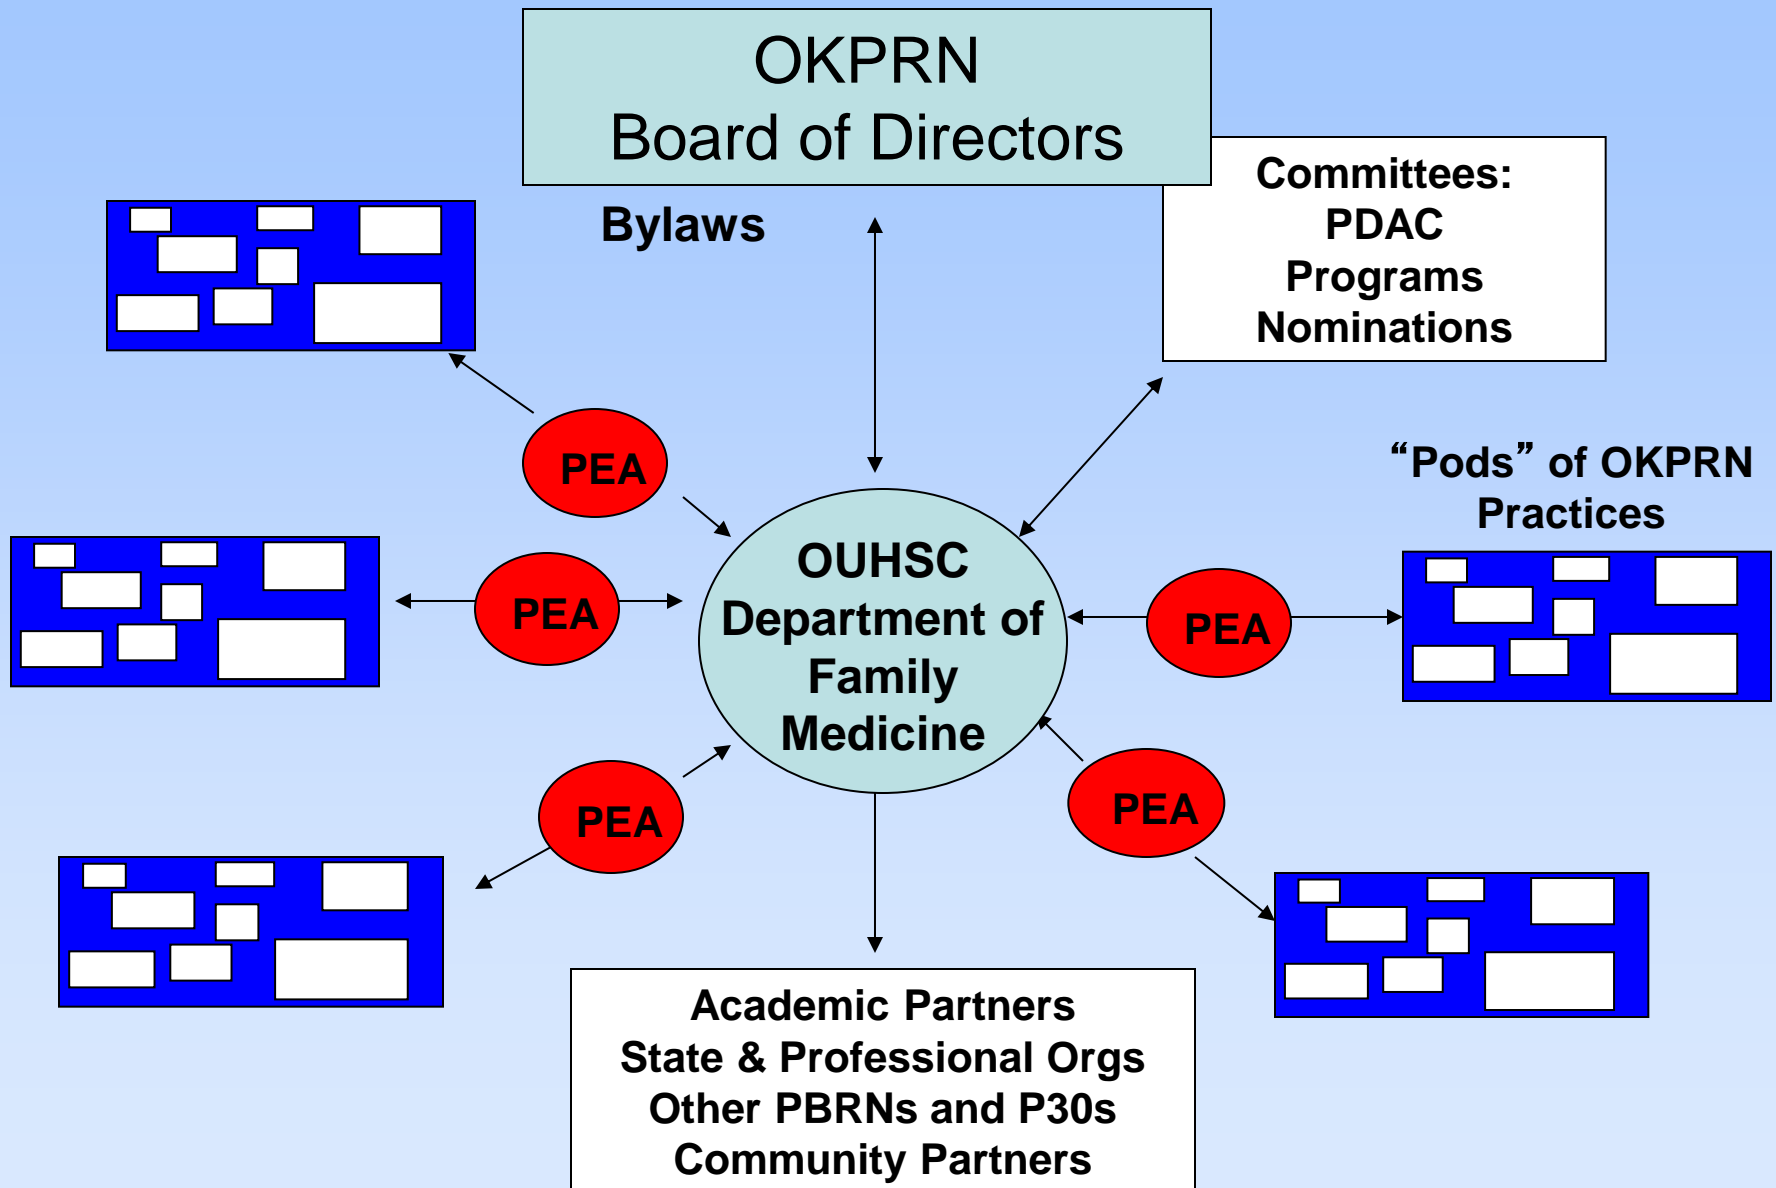 OKPRN
Board of Directors
Committees:
PDAC
Programs
Nominations
Bylaws
PEA
“Pods” of OKPRN
Practices
OUHSC
Department of
Family
Medicine
PEA
PEA
PEA
PEA
Academic Partners
State & Professional Orgs
Other PBRNs and P30s
Community Partners